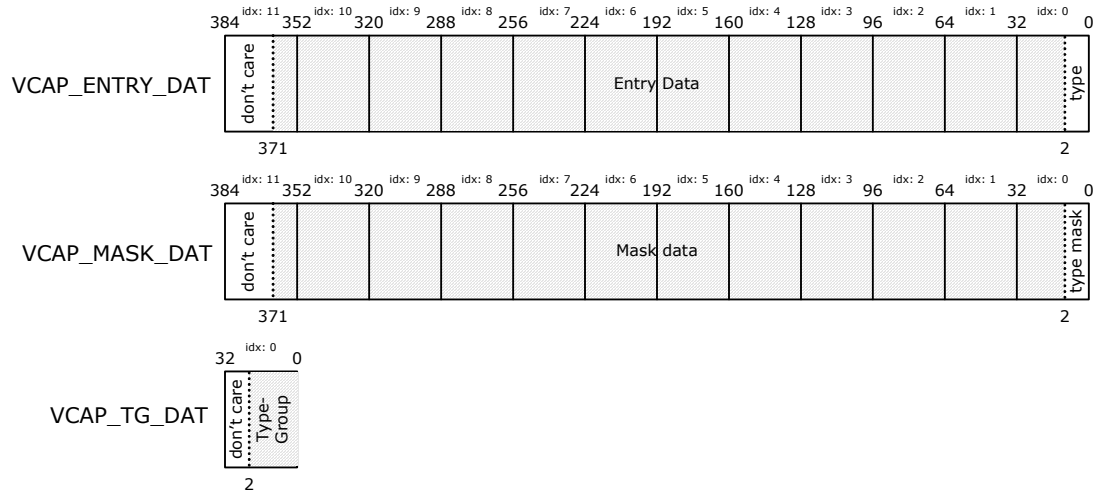 idx: 11 idx: 10 idx: 9 idx: 8 idx: 7 idx: 6 idx: 5 idx: 4 idx: 3 idx: 2 idx: 1 idx: 0
384 352 320 288 256 224 192 160 128 96 64 32 0
VCAP_ENTRY_DAT don't care Entry Data type
371 2
idx: 11 idx: 10 idx: 9 idx: 8 idx: 7 idx: 6 idx: 5 idx: 4 idx: 3 idx: 2 idx: 1 idx: 0
384 352 320 288 256 224 192 160 128 96 64 32 0
VCAP_MASK_DAT don't care Mask data type mask
371 2
idx: 0
32 0
VCAP_TG_DAT don't care Type-
Group
2